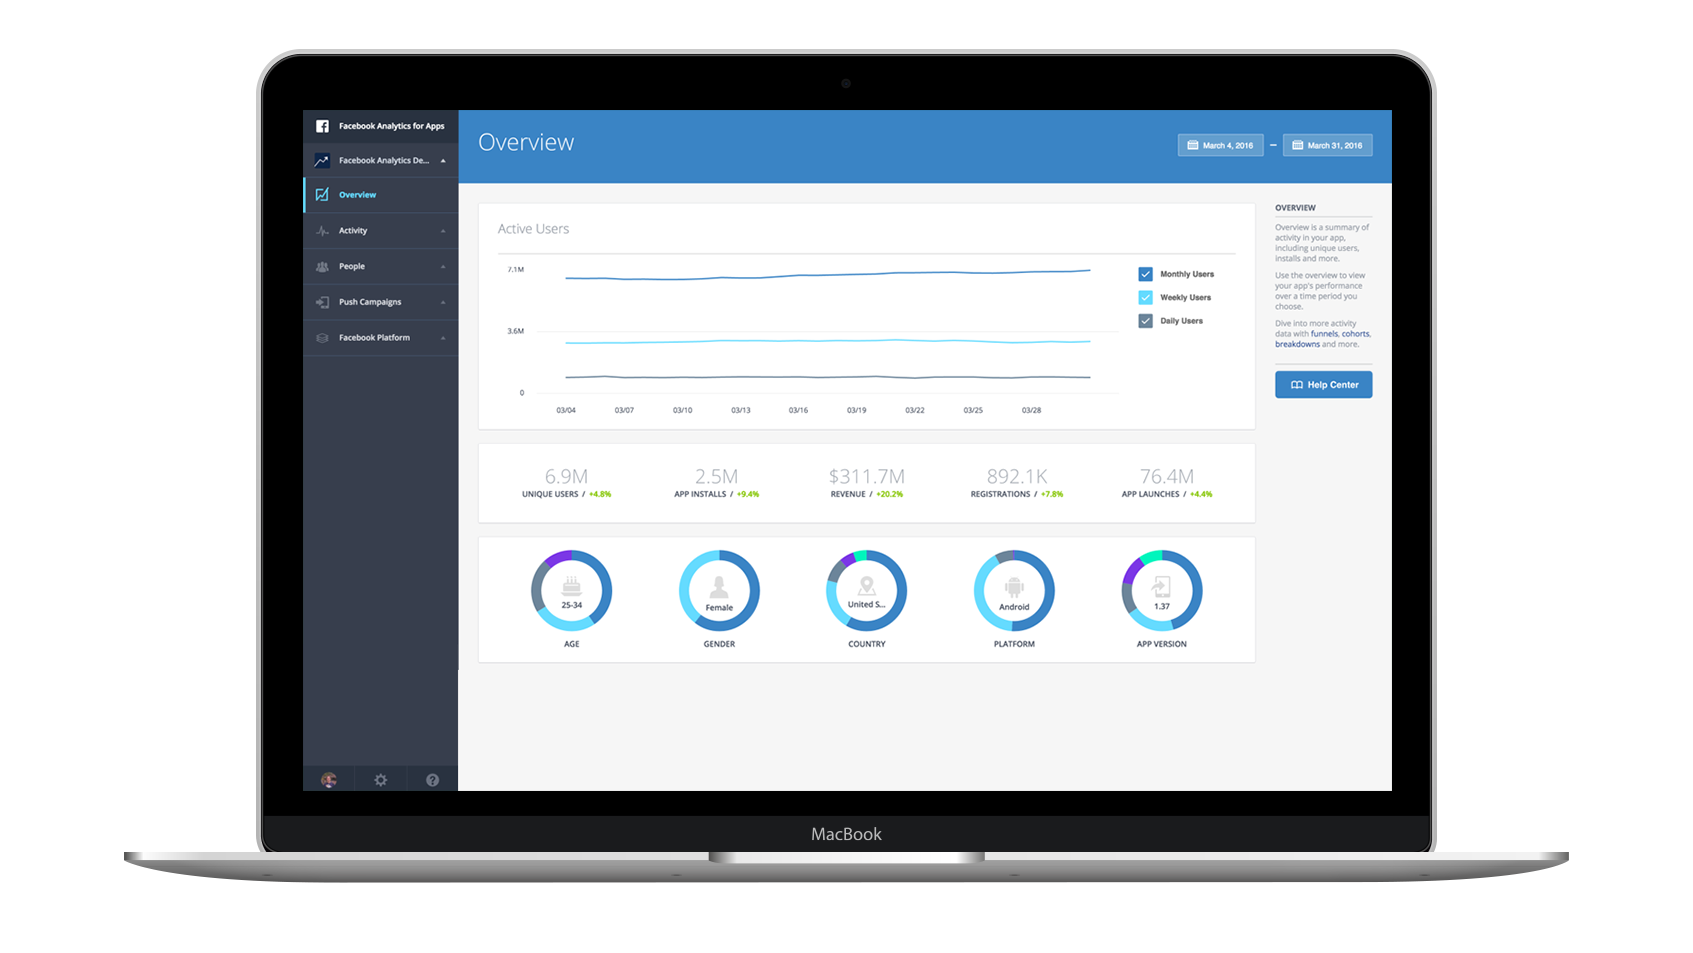 Facebook Analytics for Apps
Facebook Analytics De...
Overview
Activity
People
Push Campaigns
Facebook Platform
Overview
March 4, 2016 – March 31, 2016
Active Users
7.1M
3.6M
0
03/04 03/07 03/10 03/13 03/16 03/19 03/22 03/25 03/28
Monthly Users
Weekly Users
Daily Users
6.9M
UNIQUE USERS / +4.8%
2.5M
APP INSTALLS / +9.4%
$311.7M
REVENUE / +20.2%
892.1K
REGISTRATIONS / +7.8%
76.4M
APP LAUNCHES / +4.4%
25-34
AGE
Female
GENDER
United S...
COUNTRY
Android
PLATFORM
1.37
APP VERSION
OVERVIEW
Overview is a summary of
activity in your app,
including unique users,
installs and more.
Use the overview to view
your app's performance
over a time period you
choose.
Dive into more activity
data with funnels, cohorts,
breakdowns and more.
Help Center
MacBook